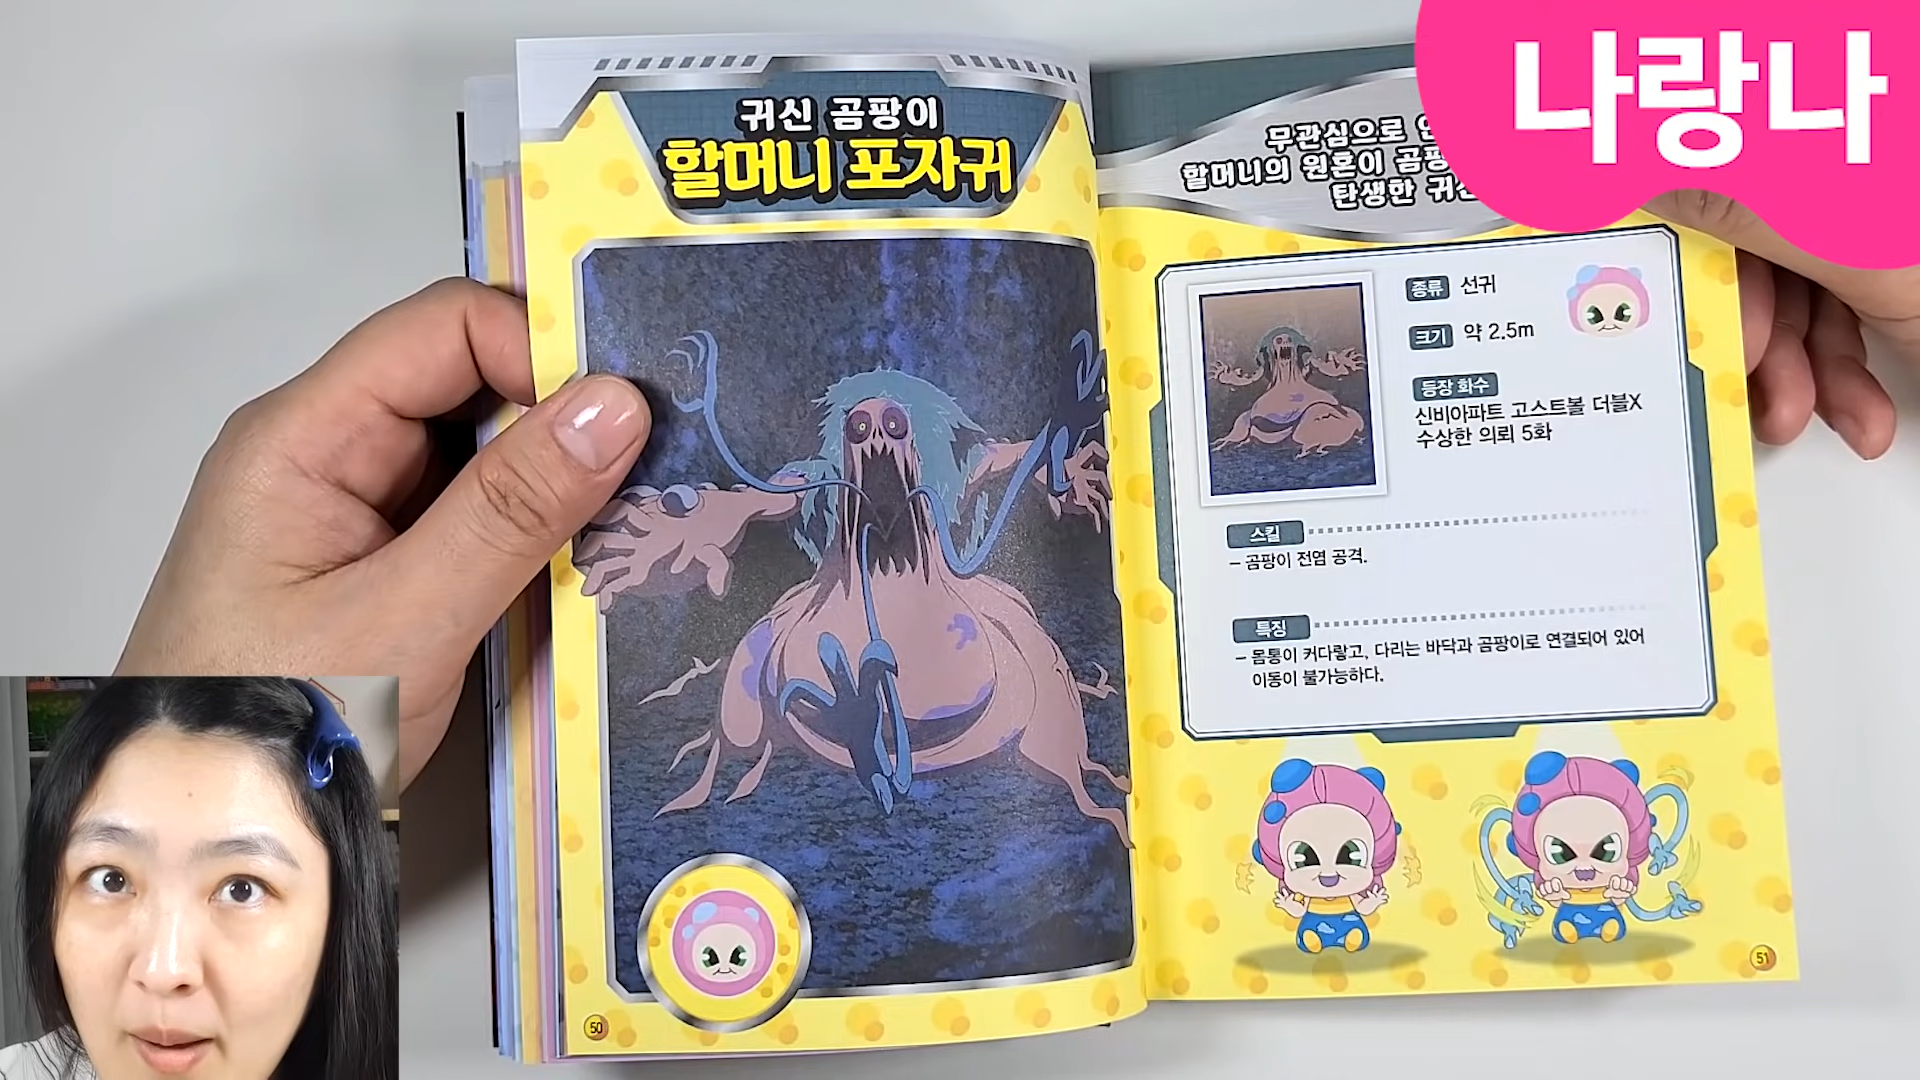 나랑나
귀신 곰팡이
할머니 포자귀
무관심으로
할머니의 원혼이
탄생한
종류 선귀
크기 약 2.5m
등장 화수
신비아파트 고스트볼 더블X
수상한 의뢰 5화
스킬
– 곰팡이 전염 공격.
특징
– 몸통이 커다랗고, 다리는 바닥과 곰팡이로 연결되어 있어
이동이 불가능하다.
50
51